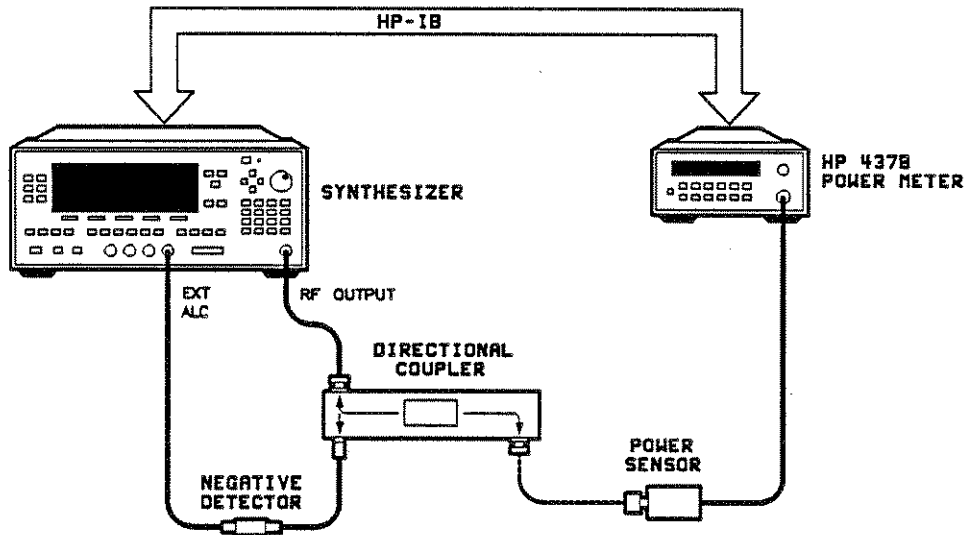 HP-IB
SYNTHESIZER
HP 437B
POWER METER
EXT
ALC
RF OUTPUT
DIRECTIONAL
COUPLER
POWER
SENSOR
NEGATIVE
DETECTOR